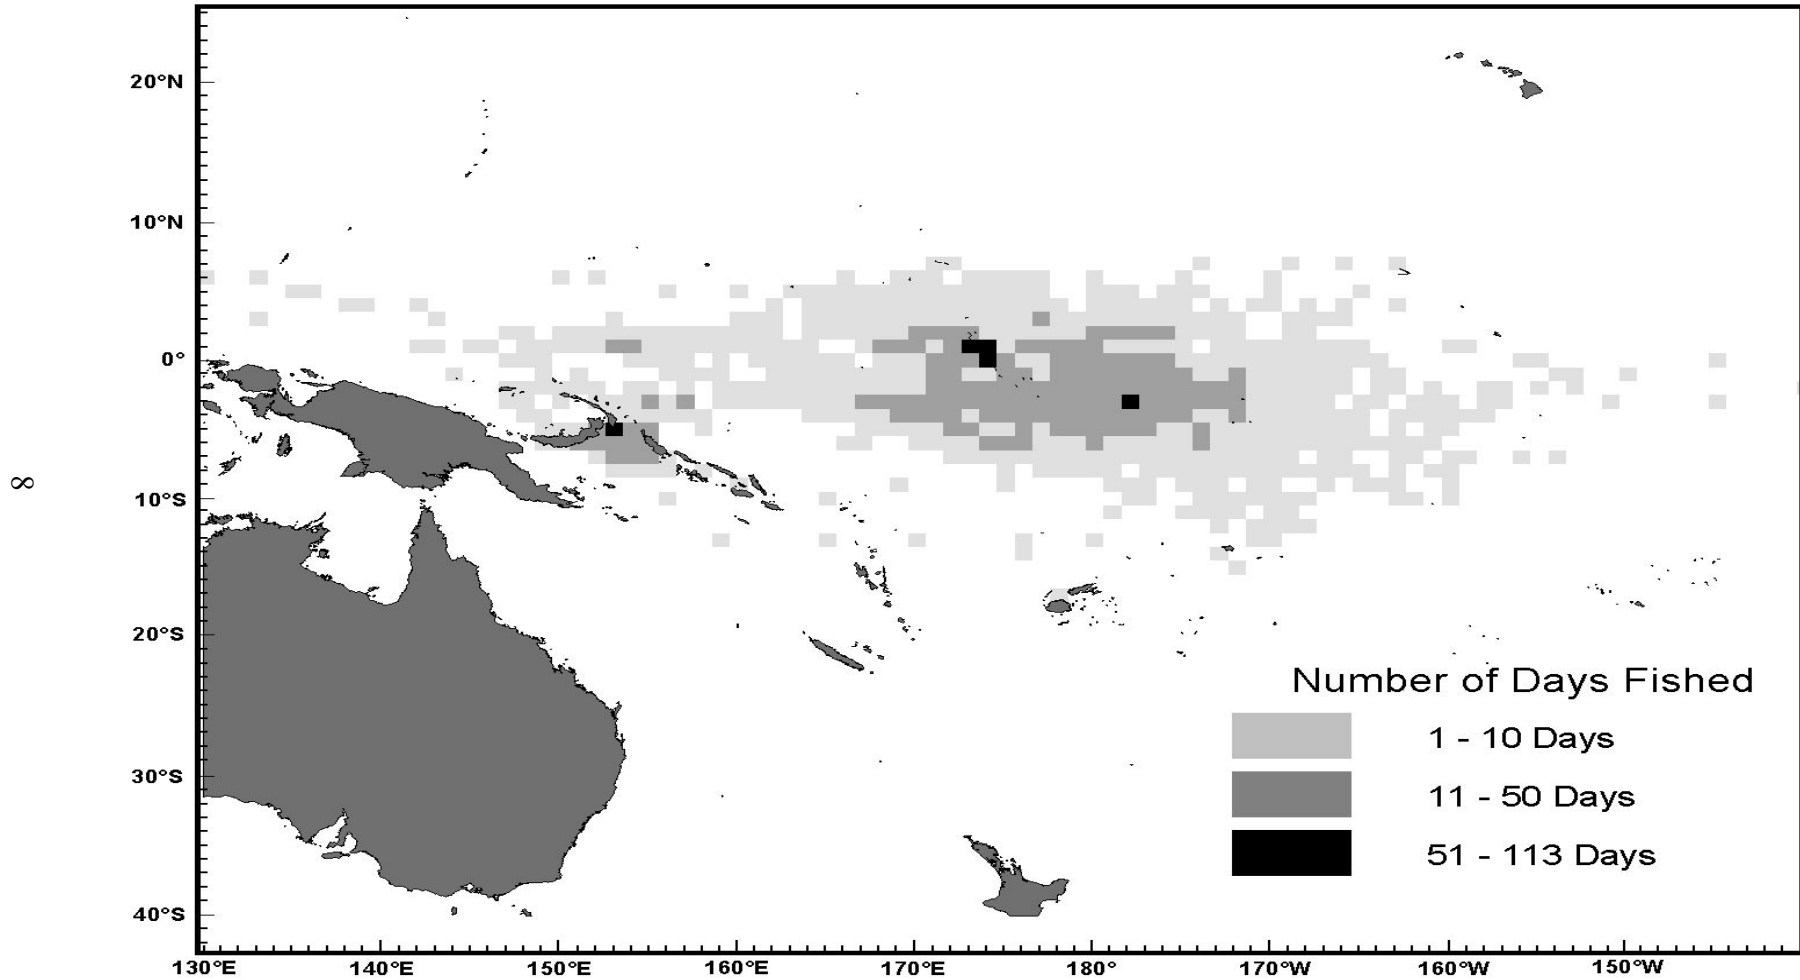 20°N
10°N
0°
8
10°S
20°S
Number of Days Fished
1 - 10 Days
30°S
11 - 50 Days
51 - 113 Days
40°S
130°E 140°E 150°E 160°E 170°E 180° 170°W 160°W 150°W